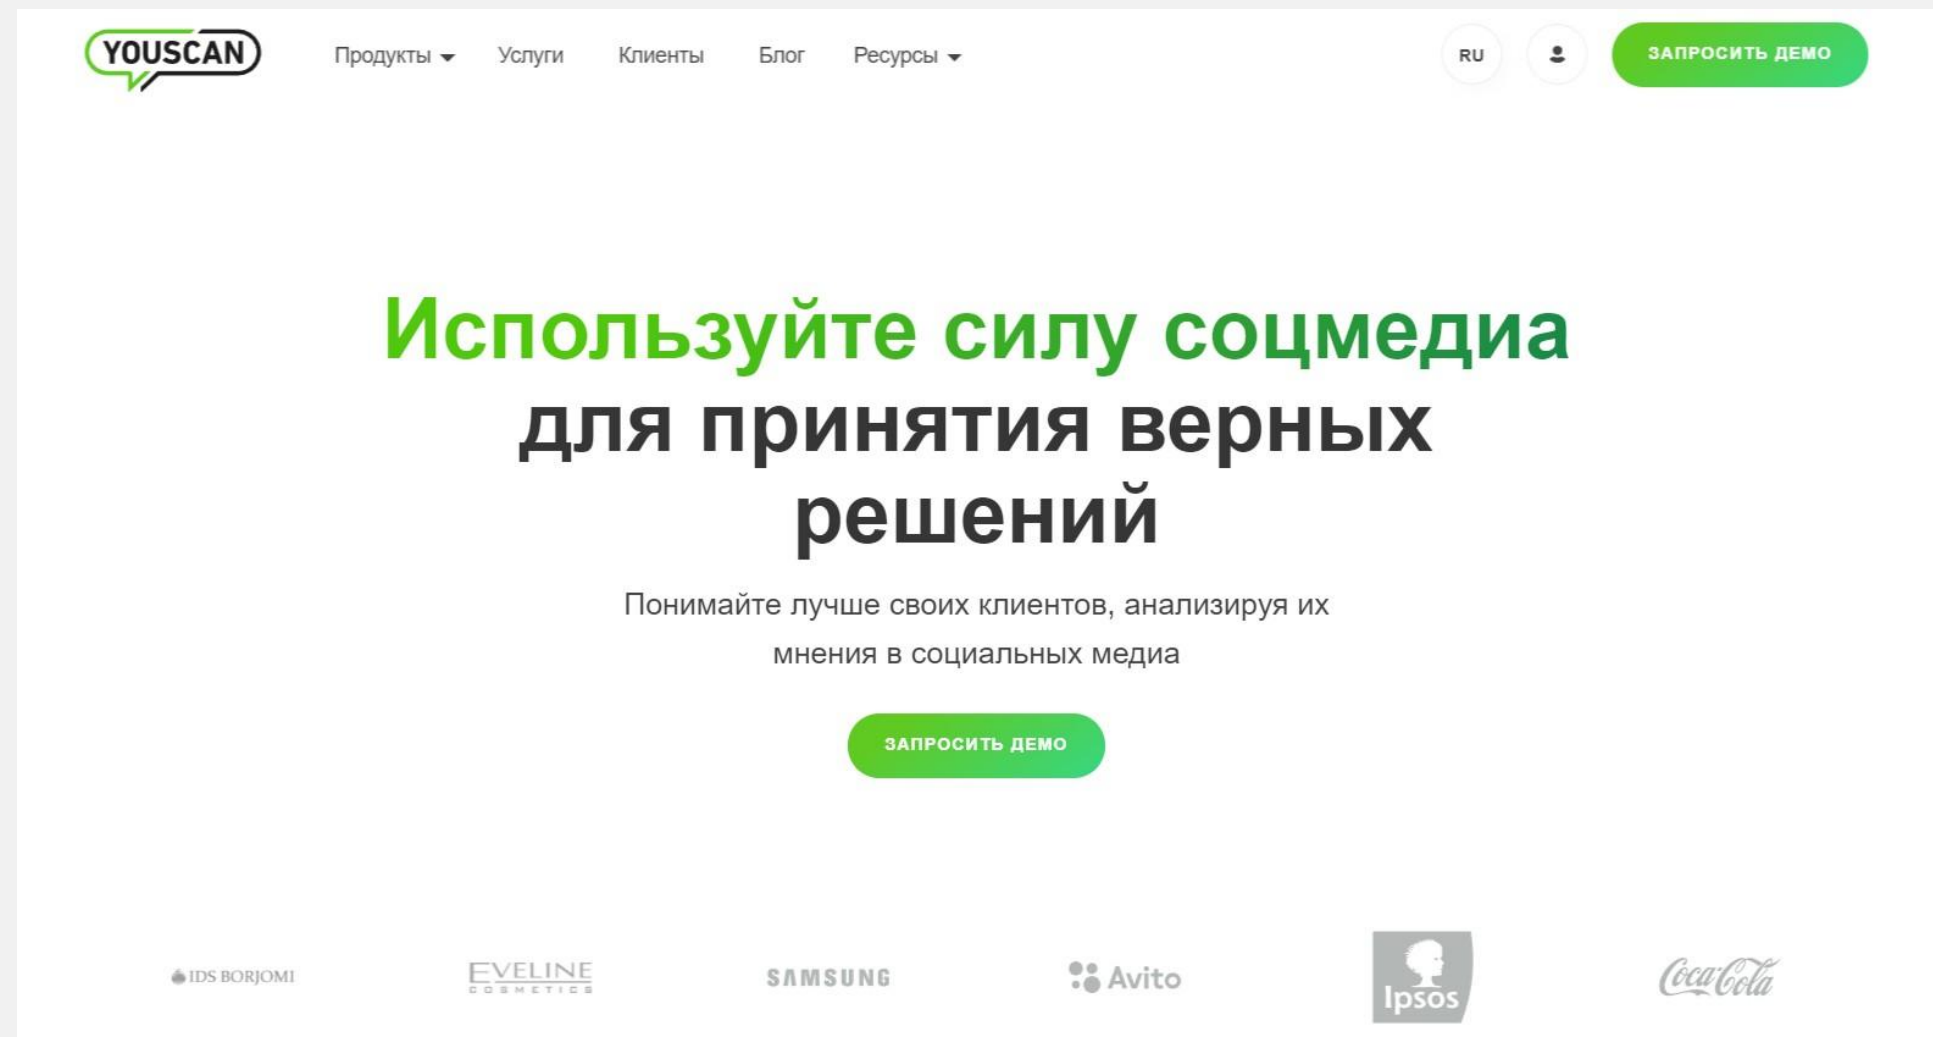 YOUSCAN
Продукты Услуги Клиенты Блог Ресурсы RU ЗАПРОСИТЬ ДЕМО
Используйте силу соцмедиа
для принятия верных
решений
Понимайте лучше своих клиентов, анализируя их
мнения в социальных медиа
ЗАПРОСИТЬ ДЕМО
IDS BORJOMI
EVELINE
COSMETICS
SAMSUNG
Avito
Ipsos
Coca-Cola